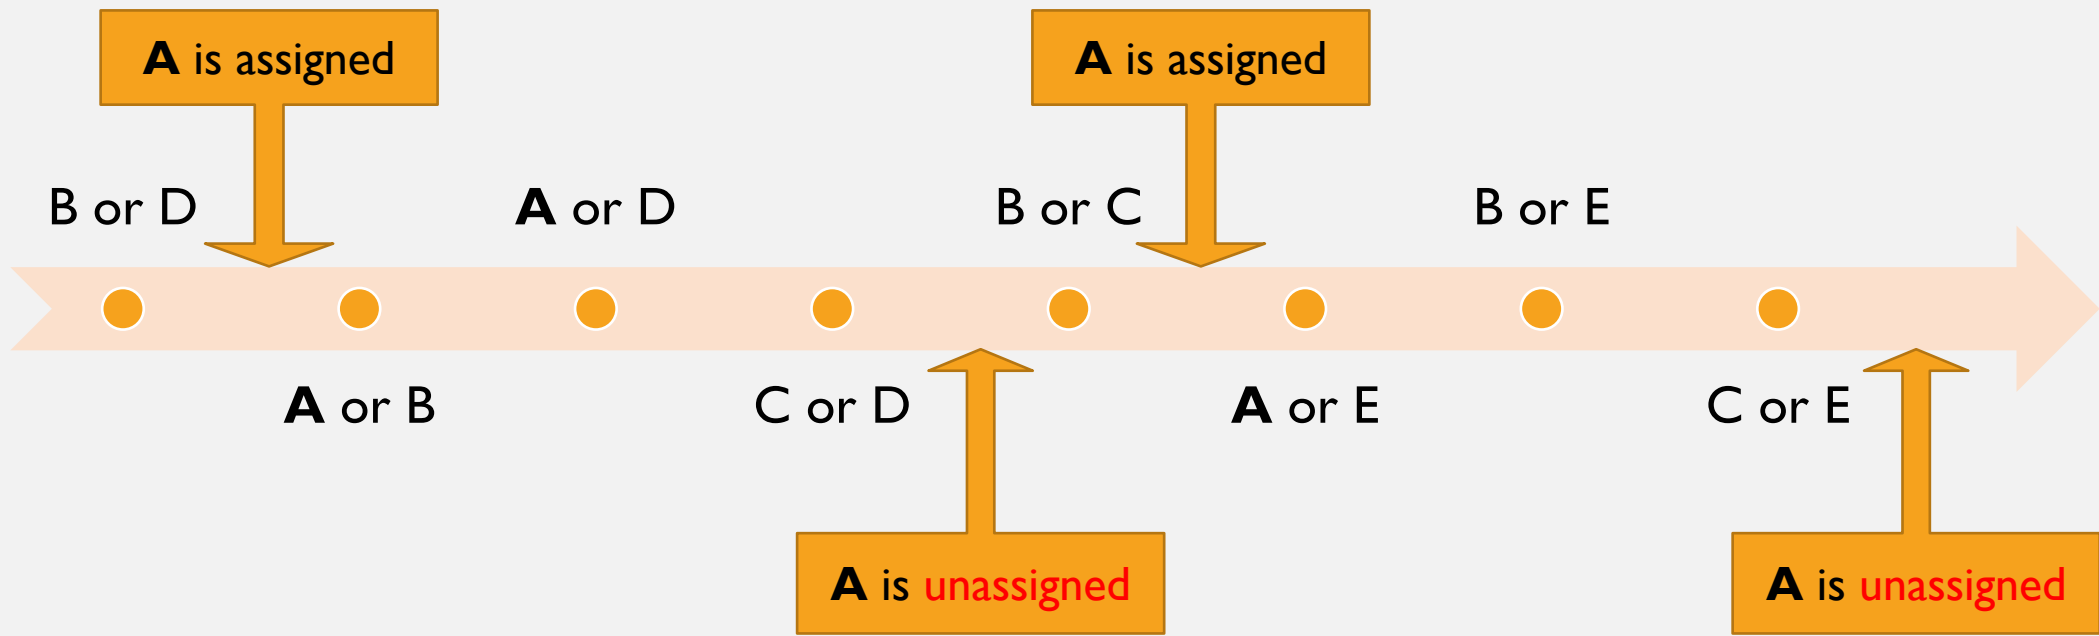 A is assigned
A is assigned
B or D
A or D
B or C
B or E
A or B
C or D
A or E
C or E
A is unassigned
A is unassigned